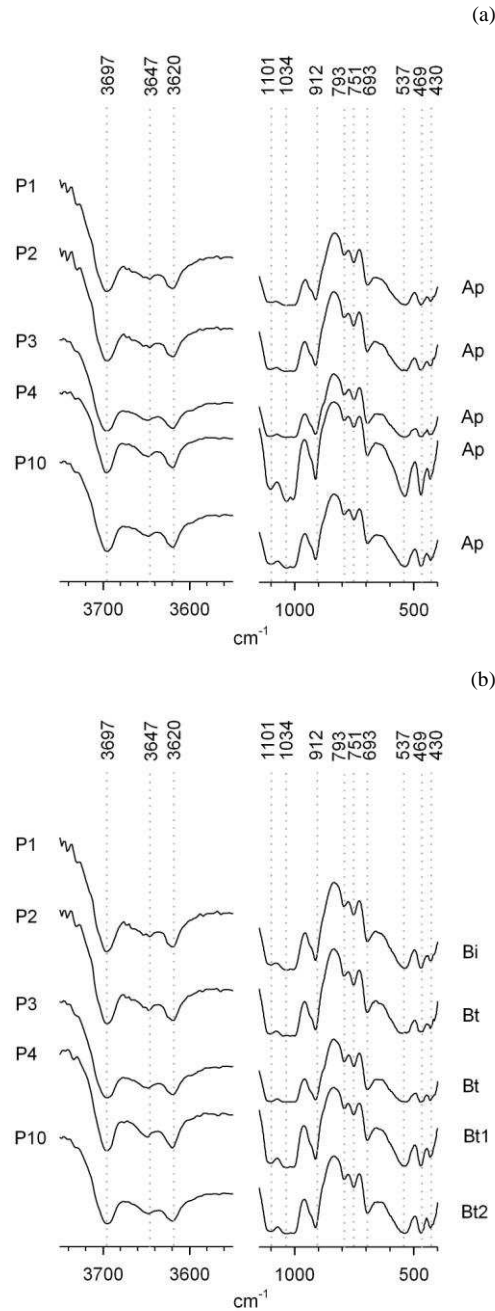 (a)
3697 3647 3620 1101 1034 912 793 751 693 537 469 430
P1
P2 Ap
P3 Ap
P4 Ap
Ap
P10
Ap
3700 3600 1000 500
cm-1
(b)
3697 3647 3620 1101 1034 912 793 751 693 537 469 430
P1
Bi
P2
Bt
P3
P4 Bt
Bt1
P10
Bt2
3700 3600 1000 500
cm-1